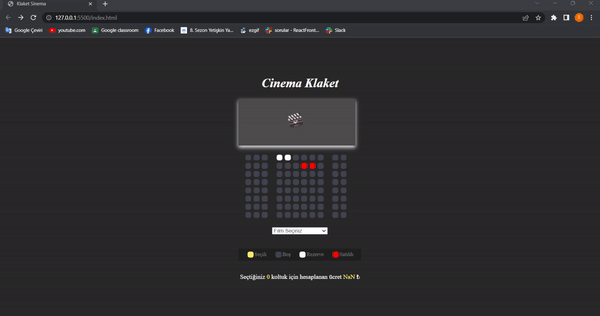 Klaket Sinema
127.0.0.1:5500/index.html
Google Çeviri
youtube.com
Google classroom
Facebook
8. Sezon Yetişkin Ya...
ezgif
sorular - ReactFront...
Slack
Cinema Klaket
Film Seçiniz
Seçili
Boş
Rezerve
Satıldı
Seçtiğiniz 0 koltuk için hesaplanan ücret NaN ₺